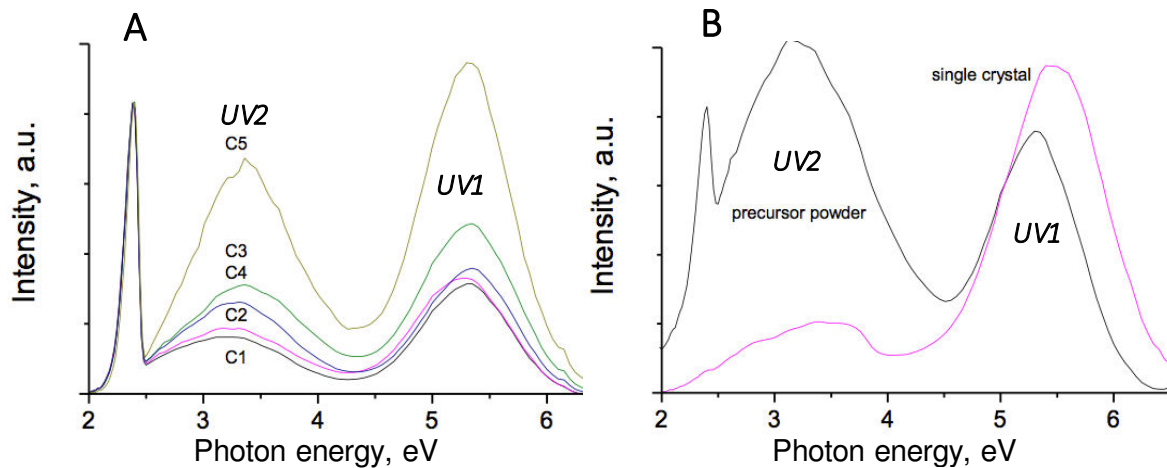 A
UV2
C5
UV1
C3
C4
C2
C1
Intensity, a.u.
2 3 4 5 6
Photon energy, eV
B
single crystal
UV2
precursor powder
UV1
Intensity, a.u.
2 3 4 5 6
Photon energy, eV